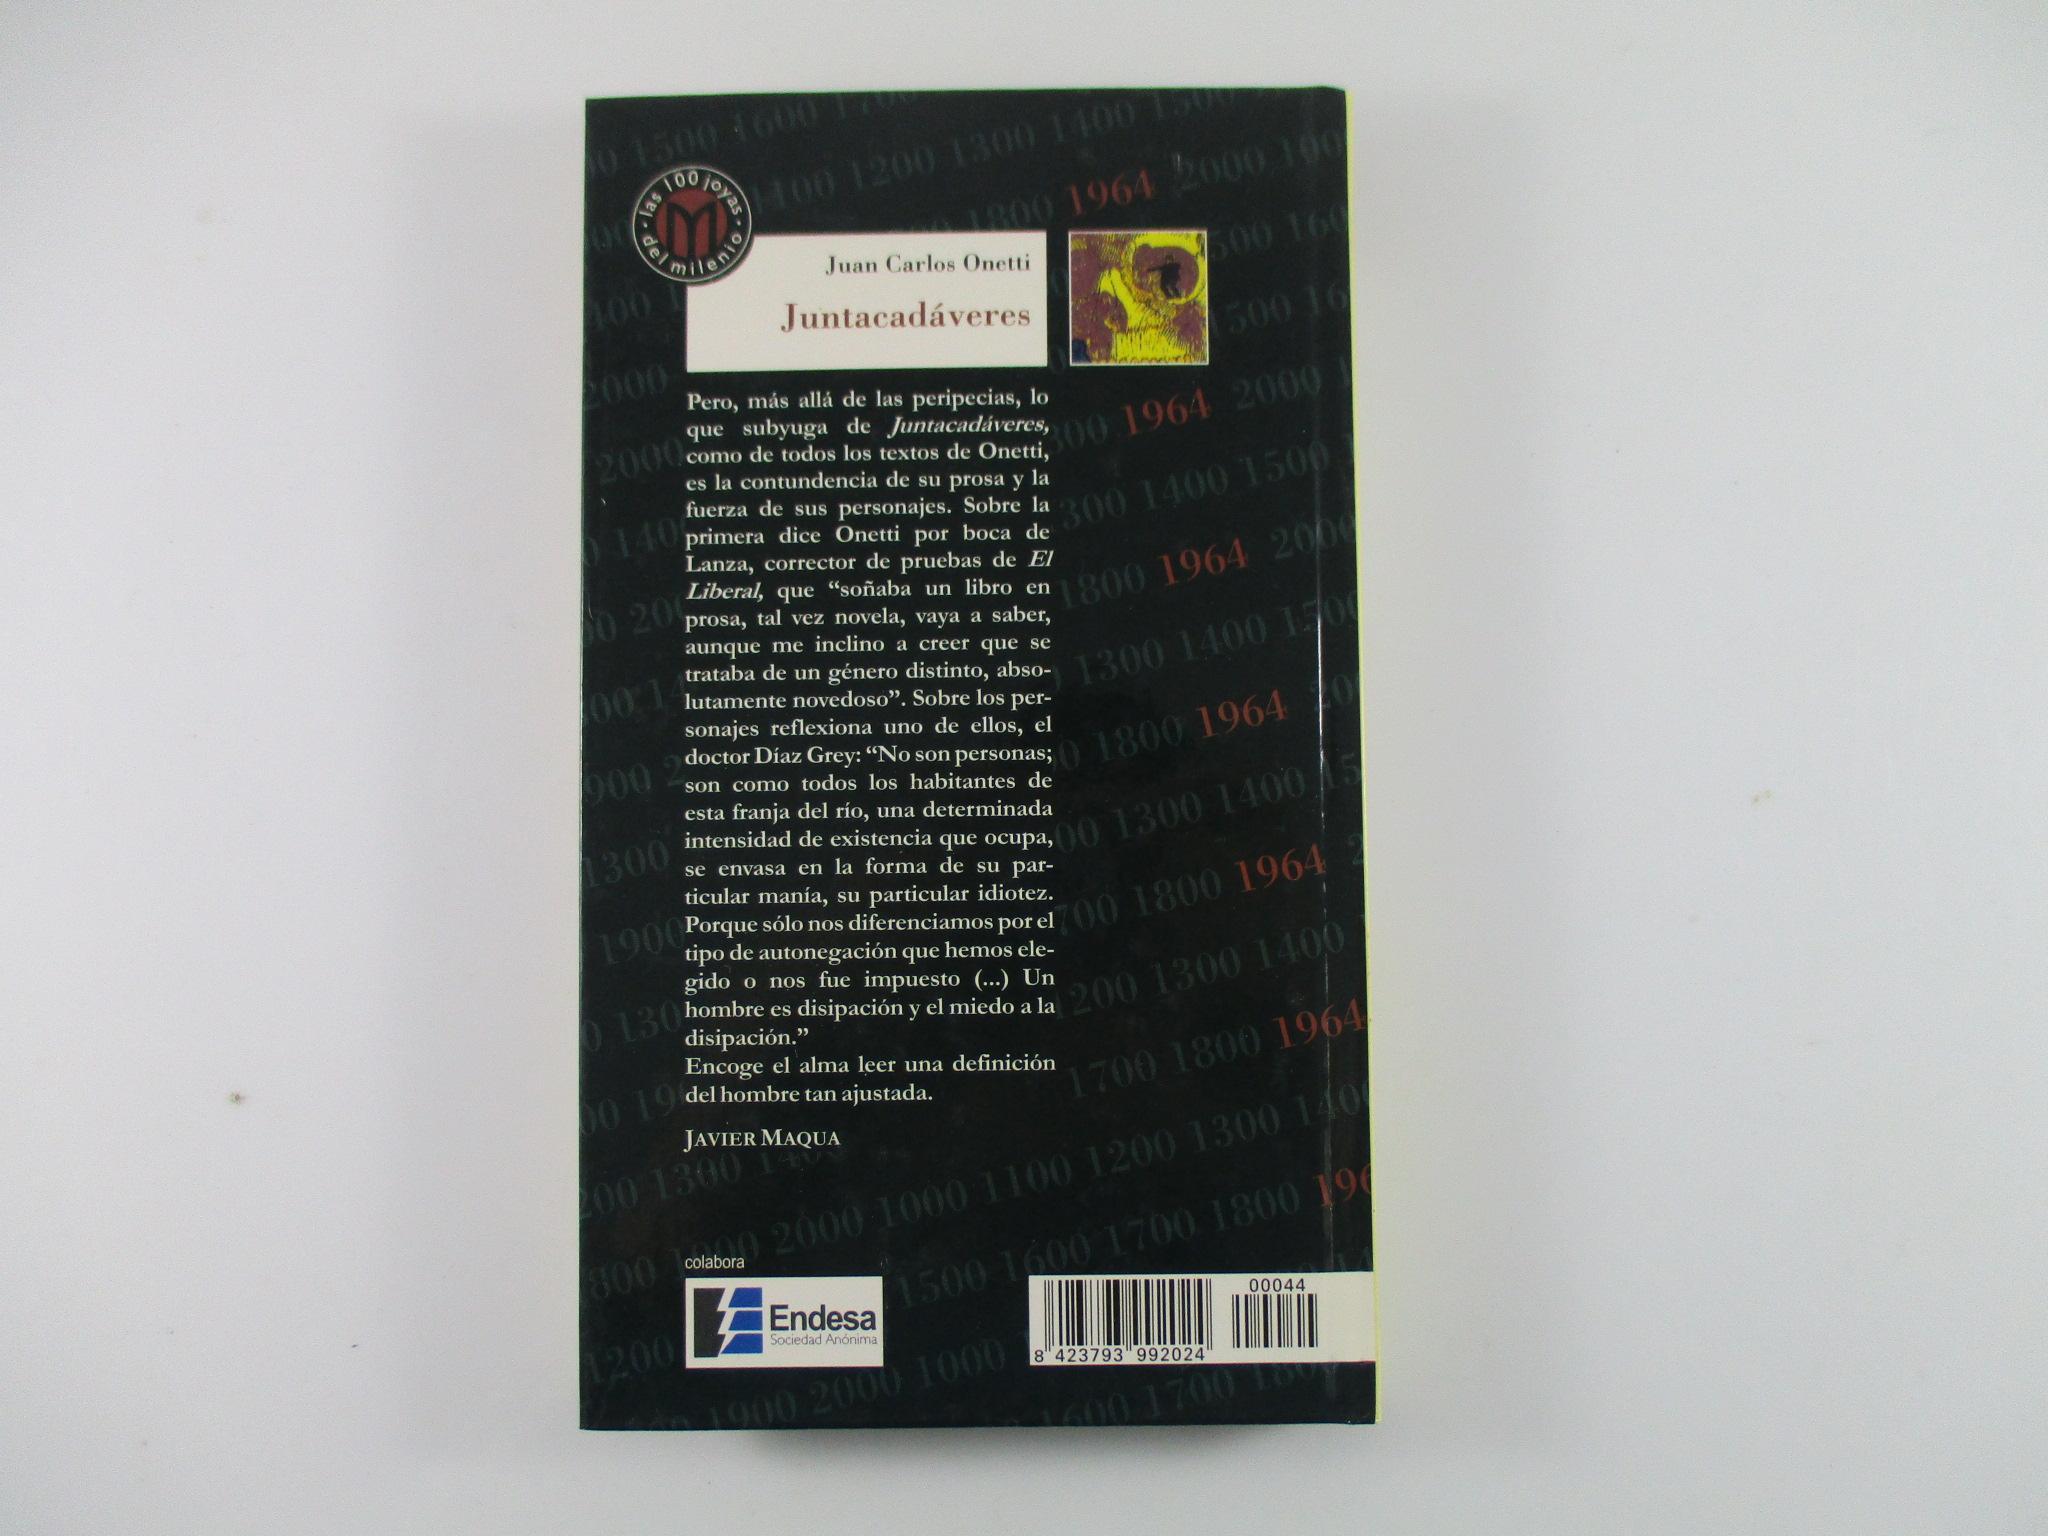 las 100 joyas
del milenio
M
Juan Carlos Onetti
Juntacadáveres
Pero, más allá de las peripecias, lo
que subyuga de Juntacadáveres,
como de todos los textos de Onetti,
es la contundencia de su prosa y la
fuerza de sus personajes. Sobre la
primera dice Onetti por boca de
Lanza, corrector de pruebas de El
Liberal, que “soñaba un libro en
prosa, tal vez novela, vaya a saber,
aunque me inclino a creer que se
trataba de un género distinto, abso-
lutamente novedoso”. Sobre los per-
sonajes reflexiona uno de ellos, el
doctor Díaz Grey: “No son personas;
son como todos los habitantes de
esta franja del río, una determinada
intensidad de existencia que ocupa,
se envasa en la forma de su par-
ticular manía, su particular idiotez.
Porque sólo nos diferenciamos por el
tipo de autonegación que hemos ele-
gido o nos fue impuesto (...) Un
hombre es disipación y el miedo a la
disipación.”
Encoge el alma leer una definición
del hombre tan ajustada.
JAVIER MAQUA
1964
1964
1964
1964
1964
1964
colabora
Endesa
Sociedad Anónima
00044
8 423793 992024